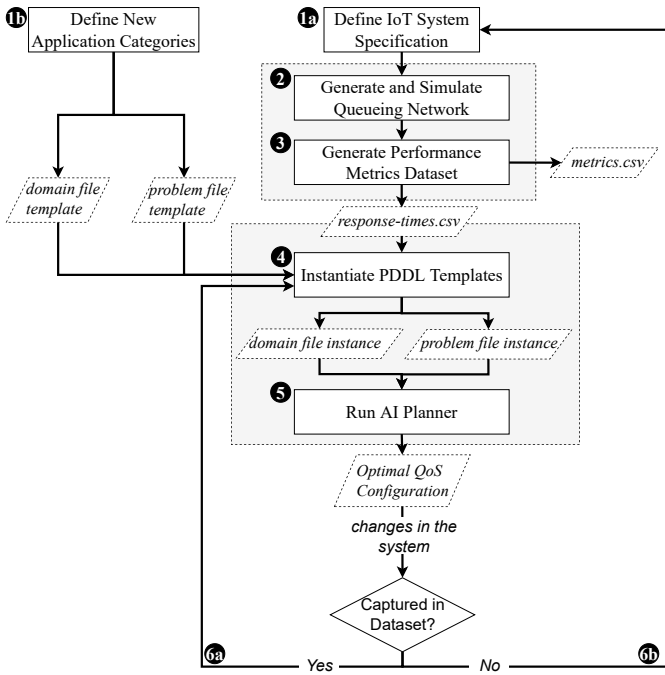 1b
Define New
Application Categories
1a
Define IoT System
Specification
2
Generate and Simulate
Queueing Network
3
Generate Performance
Metrics Dataset
metrics.csv
domain file
template
problem file
template
response-times.csv
4
Instantiate PDDL Templates
domain file instance
problem file instance
5
Run AI Planner
Optimal QoS
Configuration
changes in the
system
Captured in
Dataset?
6a
Yes
No
6b